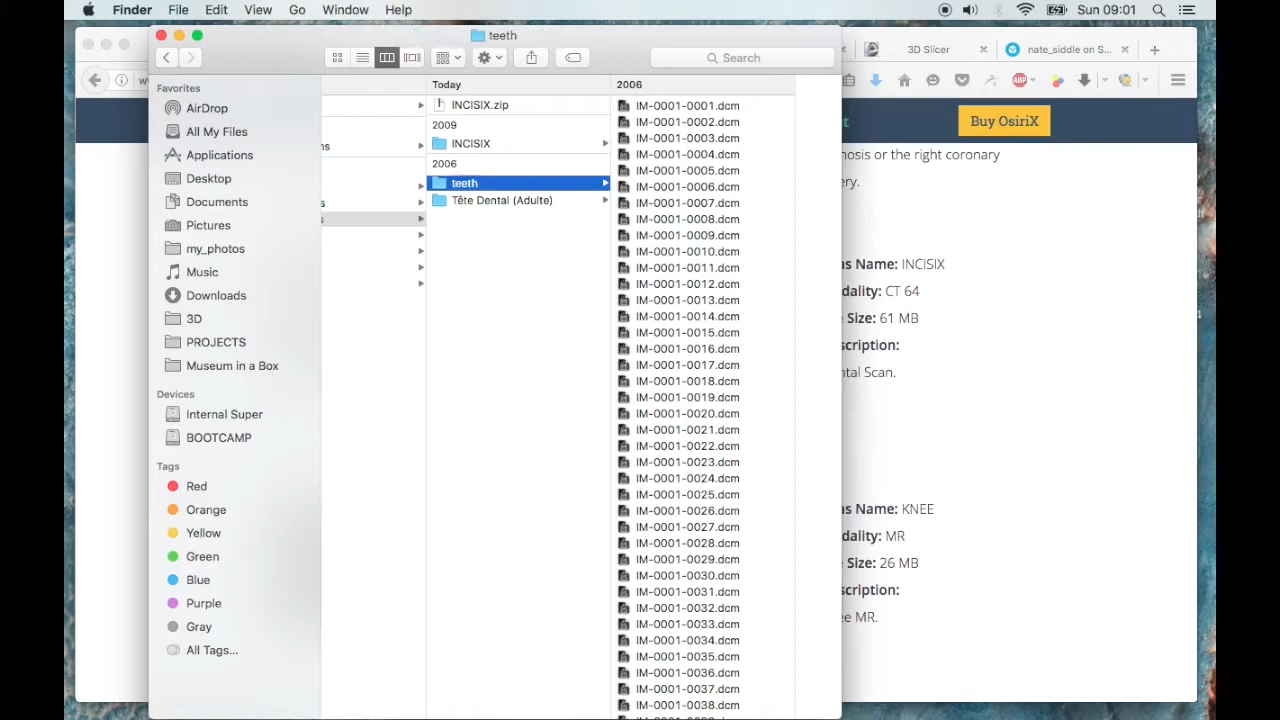 Finder File Edit View Go Window Help
Sun 09:01
teeth
Search
3D Slicer
nate_siddle on S...
ABP
Buy OsiriX
Favorites
AirDrop
All My Files
Applications
Desktop
Documents
Pictures
my_photos
Music
Downloads
3D
PROJECTS
Museum in a Box
Devices
Internal Super
BOOTCAMP
Tags
Red
Orange
Yellow
Green
Blue
Purple
Gray
All Tags...
Today
INCISIX.zip
2009
INCISIX
2006
teeth
Tête Dental (Adulte)
2006
IM-0001-0001.dcm
IM-0001-0002.dcm
IM-0001-0003.dcm
IM-0001-0004.dcm
IM-0001-0005.dcm
IM-0001-0006.dcm
IM-0001-0007.dcm
IM-0001-0008.dcm
IM-0001-0009.dcm
IM-0001-0010.dcm
IM-0001-0011.dcm
IM-0001-0012.dcm
IM-0001-0013.dcm
IM-0001-0014.dcm
IM-0001-0015.dcm
IM-0001-0016.dcm
IM-0001-0017.dcm
IM-0001-0018.dcm
IM-0001-0019.dcm
IM-0001-0020.dcm
IM-0001-0021.dcm
IM-0001-0022.dcm
IM-0001-0023.dcm
IM-0001-0024.dcm
IM-0001-0025.dcm
IM-0001-0026.dcm
IM-0001-0027.dcm
IM-0001-0028.dcm
IM-0001-0029.dcm
IM-0001-0030.dcm
IM-0001-0031.dcm
IM-0001-0032.dcm
IM-0001-0033.dcm
IM-0001-0034.dcm
IM-0001-0035.dcm
IM-0001-0036.dcm
IM-0001-0037.dcm
IM-0001-0038.dcm
nosis or the right coronary
ery.
as Name: INCISIX
dality: CT 64
e Size: 61 MB
scription:
ntal Scan.
as Name: KNEE
dality: MR
e Size: 26 MB
scription:
ee MR.